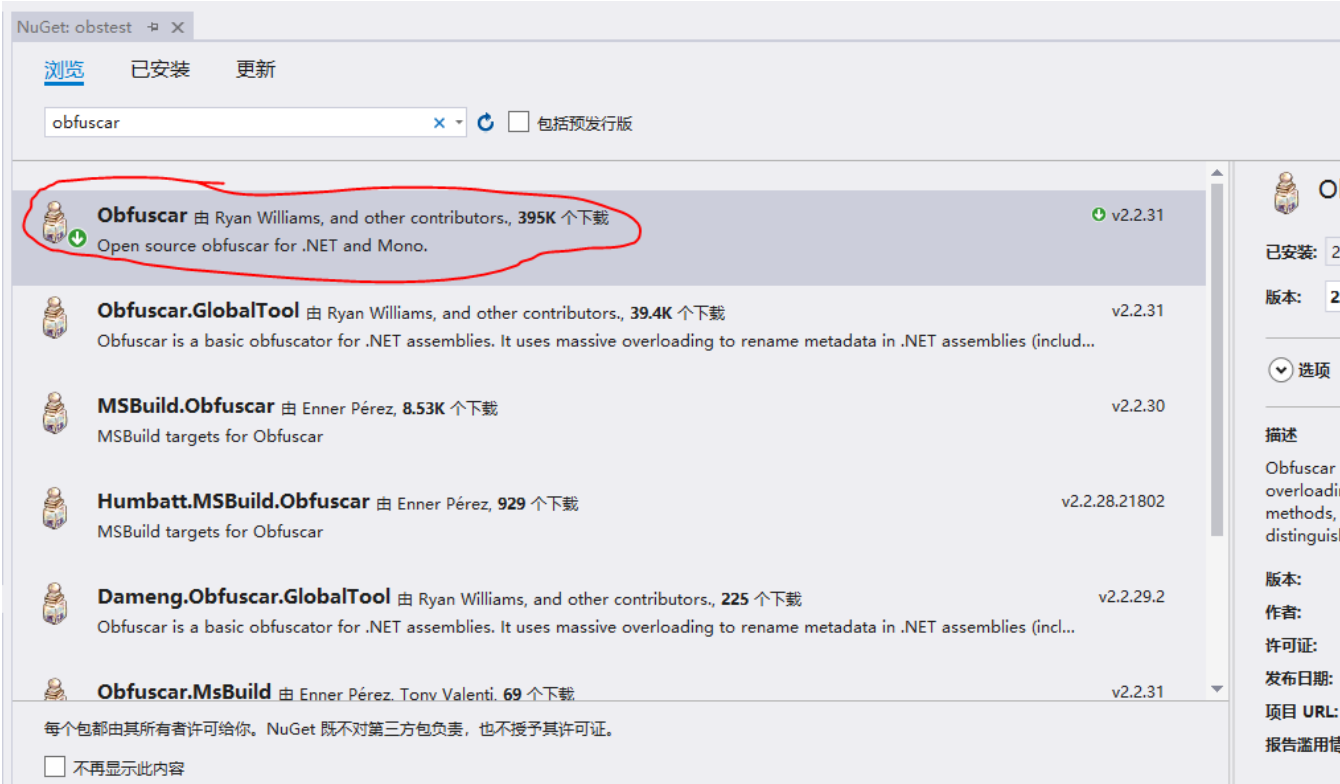 NuGet: obstest
浏览 已安装 更新
obfuscar
包括预发行版
Obfuscar 由 Ryan Williams, and other contributors., 395K 个下载 v2.2.31
Open source obfuscar for .NET and Mono.
Obfuscar.GlobalTool 由 Ryan Williams, and other contributors., 39.4K 个下载 v2.2.31
Obfuscar is a basic obfuscator for .NET assemblies. It uses massive overloading to rename metadata in .NET assemblies (includ...
MSBuild.Obfuscar 由 Enner Pérez, 8.53K 个下载 v2.2.30
MSBuild targets for Obfuscar
Humbatt.MSBuild.Obfuscar 由 Enner Pérez, 929 个下载 v2.2.28.21802
MSBuild targets for Obfuscar
Dameng.Obfuscar.GlobalTool 由 Ryan Williams, and other contributors., 225 个下载 v2.2.29.2
Obfuscar is a basic obfuscator for .NET assemblies. It uses massive overloading to rename metadata in .NET assemblies (incl...
Obfuscar.MsBuild 由 Enner Pérez, Tony Valenti, 69 个下载 v2.2.31
每个包都由其所有者许可给你。NuGet 既不对第三方包负责，也不授予其许可证。
不再显示此内容
已安装: 2
版本: 2
选项
描述
Obfuscar
methods,
版本:
作者:
许可证:
发布日期:
项目 URL:
报告滥用